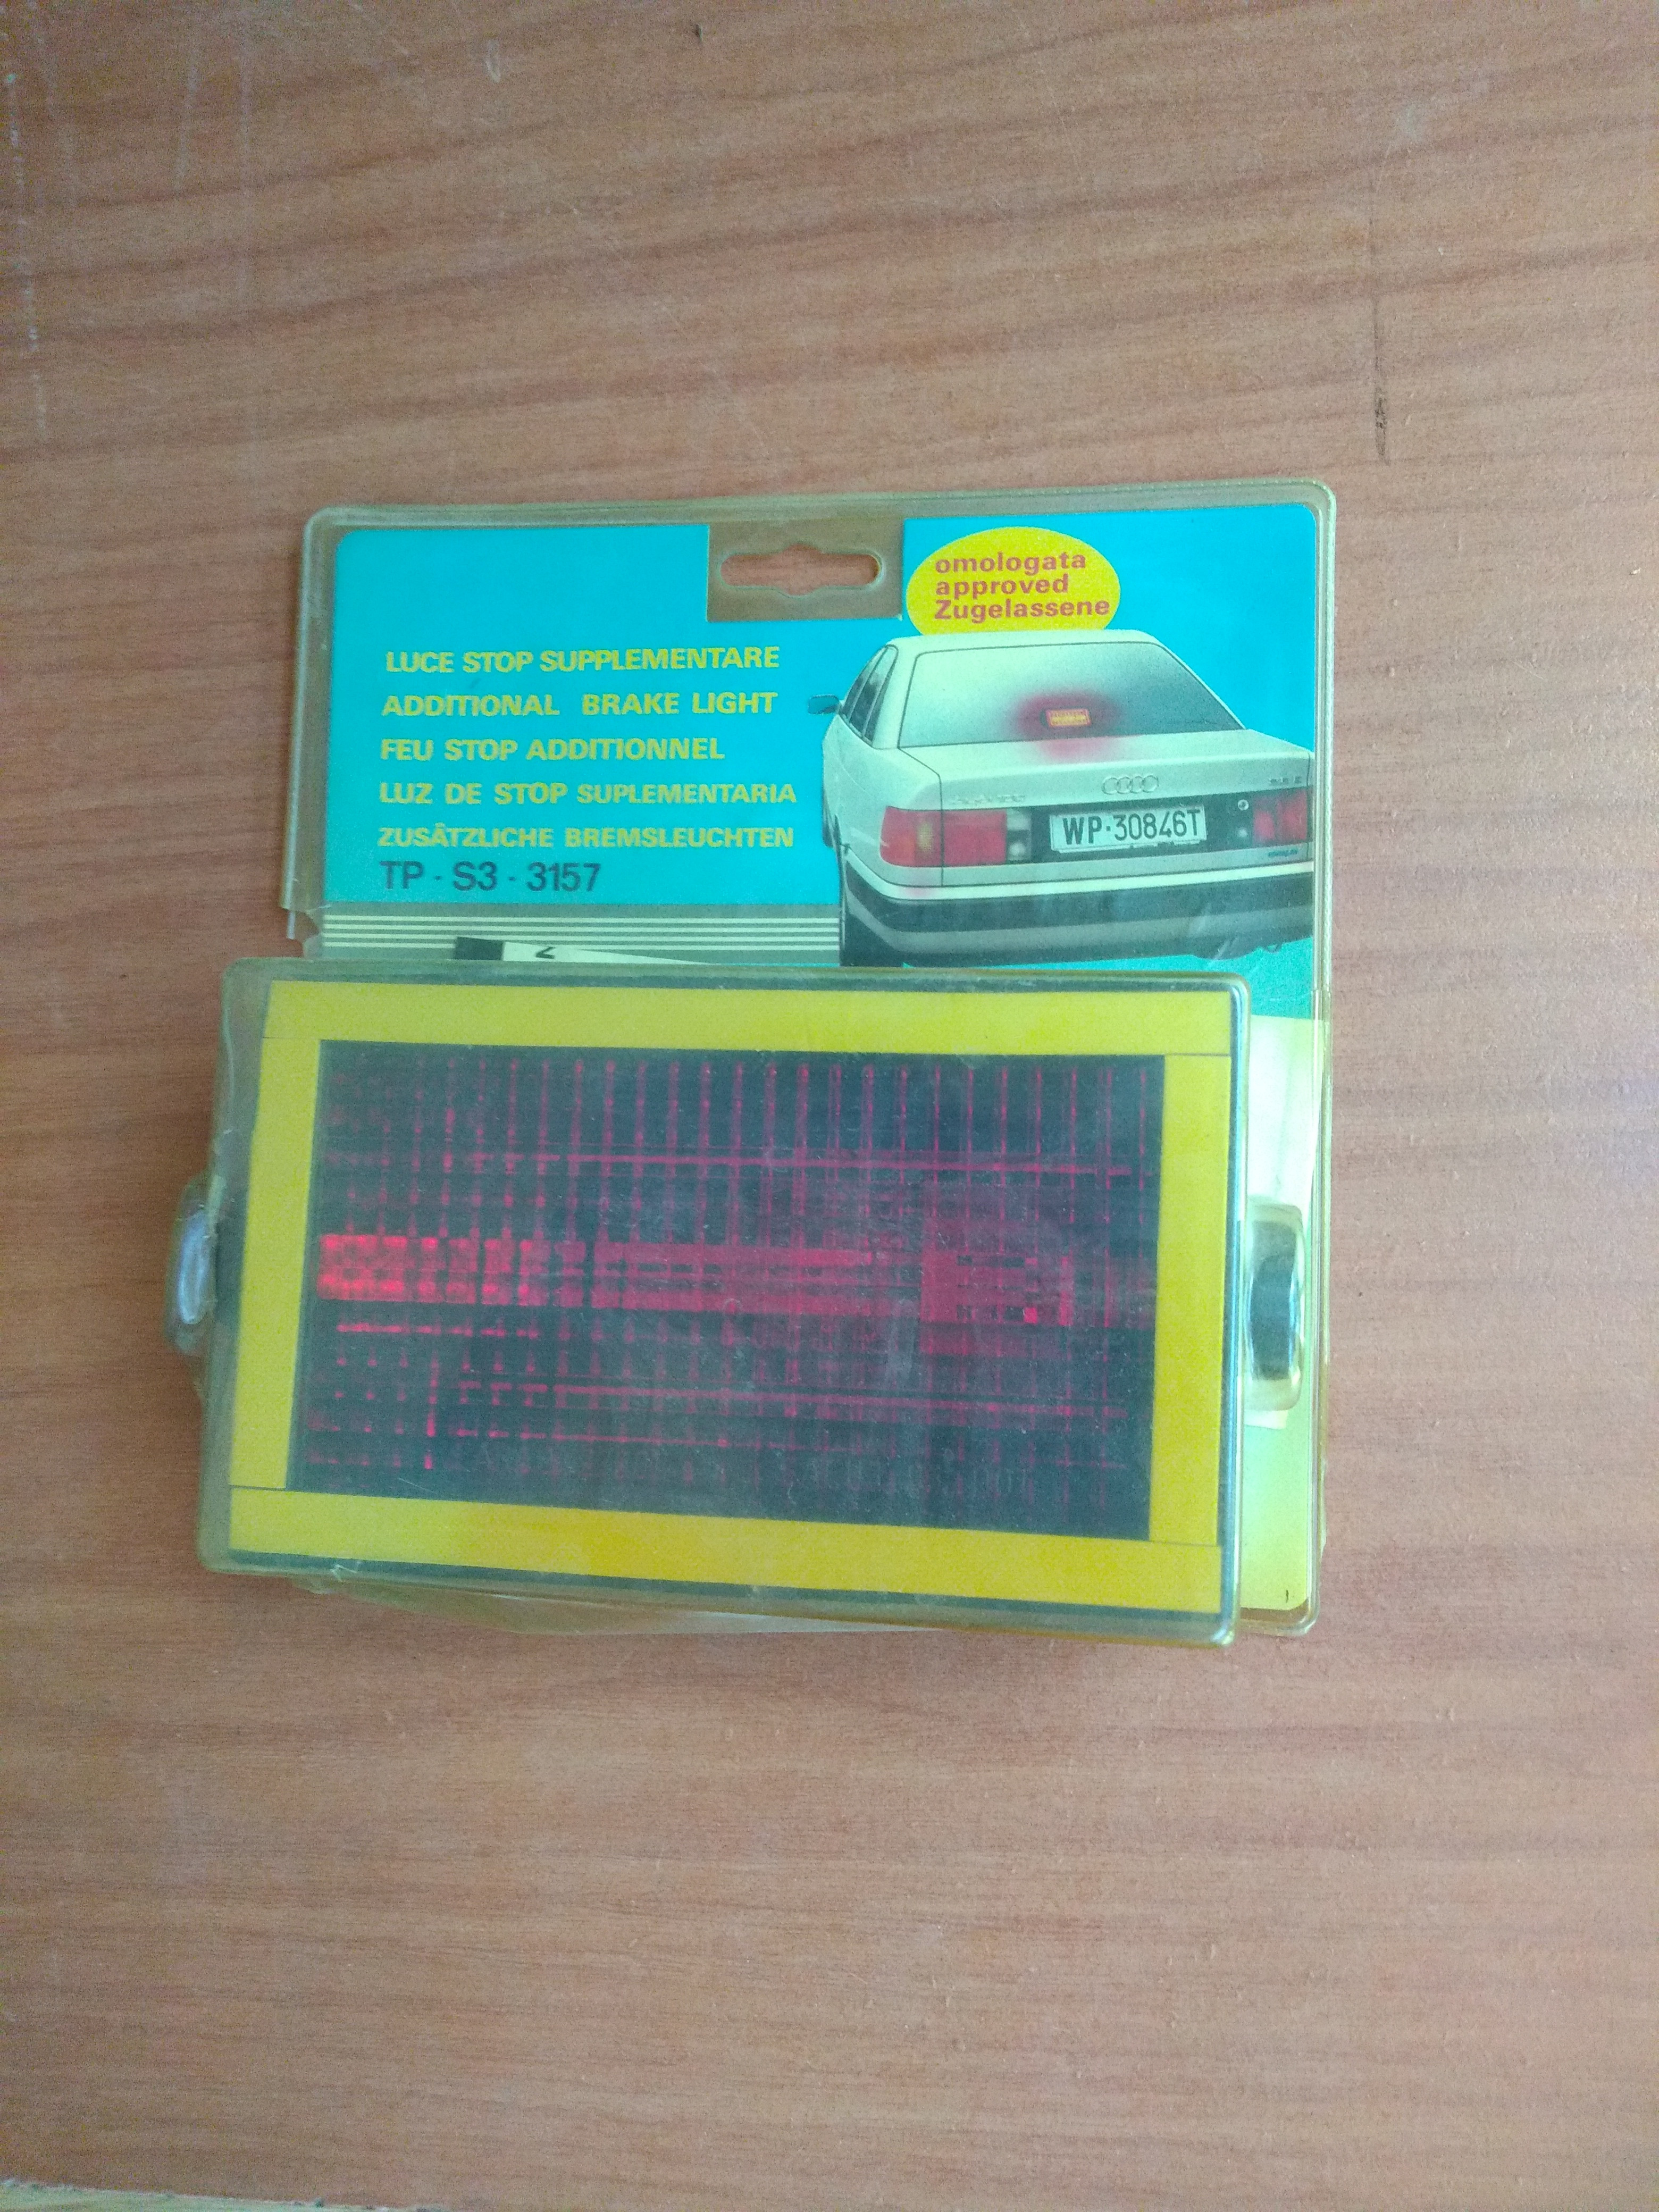 omologata
approved
Zugelassene
LUCE STOP SUPPLEMENTARE
ADDITIONAL BRAKE LIGHT
FEU STOP ADDITIONNEL
LUZ DE STOP SUPLEMENTARIA
ZUSÄTZLICHE BREMSLEUCHTEN
TP - S3 - 3157
WP·30846T